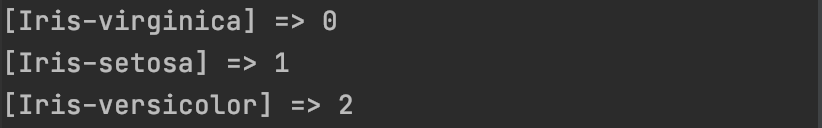 [Iris-virginica] => 0
[Iris-setosa] => 1
[Iris-versicolor] => 2